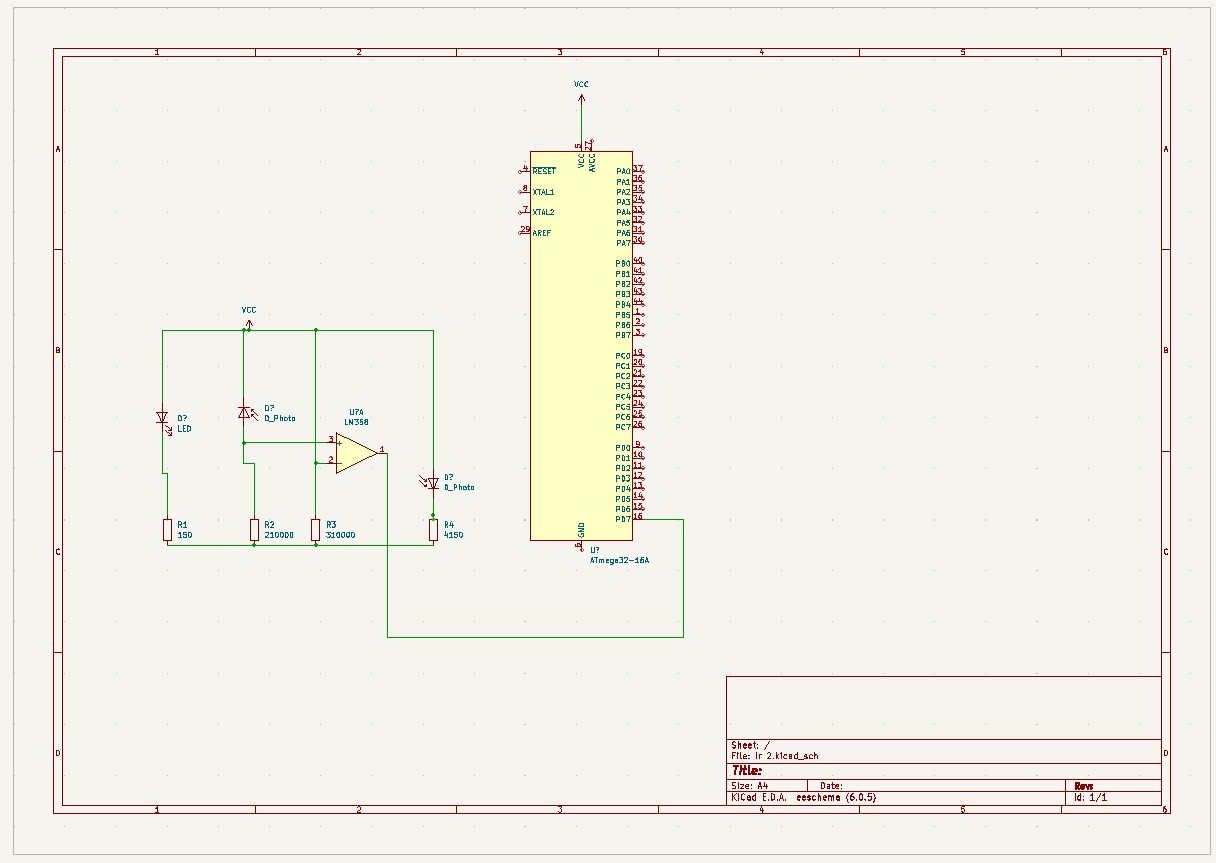 1 2 3 4 5 6
A
B
C
D
VCC
5
27
VCC
AVCC
4 RESET
8 XTAL1
7 XTAL2
29 AREF
PA0 37
PA1 36
PA2 35
PA3 34
PA4 33
PA5 32
PA6 31
PA7 30
PB0 40
PB1 41
PB2 42
PB3 43
PB4 44
PB5 1
PB6 2
PB7 3
PC0 19
PC1 20
PC2 21
PC3 22
PC4 23
PC5 24
PC6 25
PC7 26
PD0 9
PD1 10
PD2 11
PD3 12
PD4 13
PD5 14
PD6 15
PD7 16
GND
6
U?
ATmega32-16A
VCC
D?
LED
D?
D_Photo
U?A
LM358
3
+
2
-
1
D?
D_Photo
R1
150
R2
210000
R3
310000
R4
4150
A
B
C
D
Sheet: /
File: ir 2.kicad_sch
Title:
Size: A4 Date: Rev:
KiCad E.D.A. eeschema (6.0.5) Id: 1/1
1 2 3 4 5 6